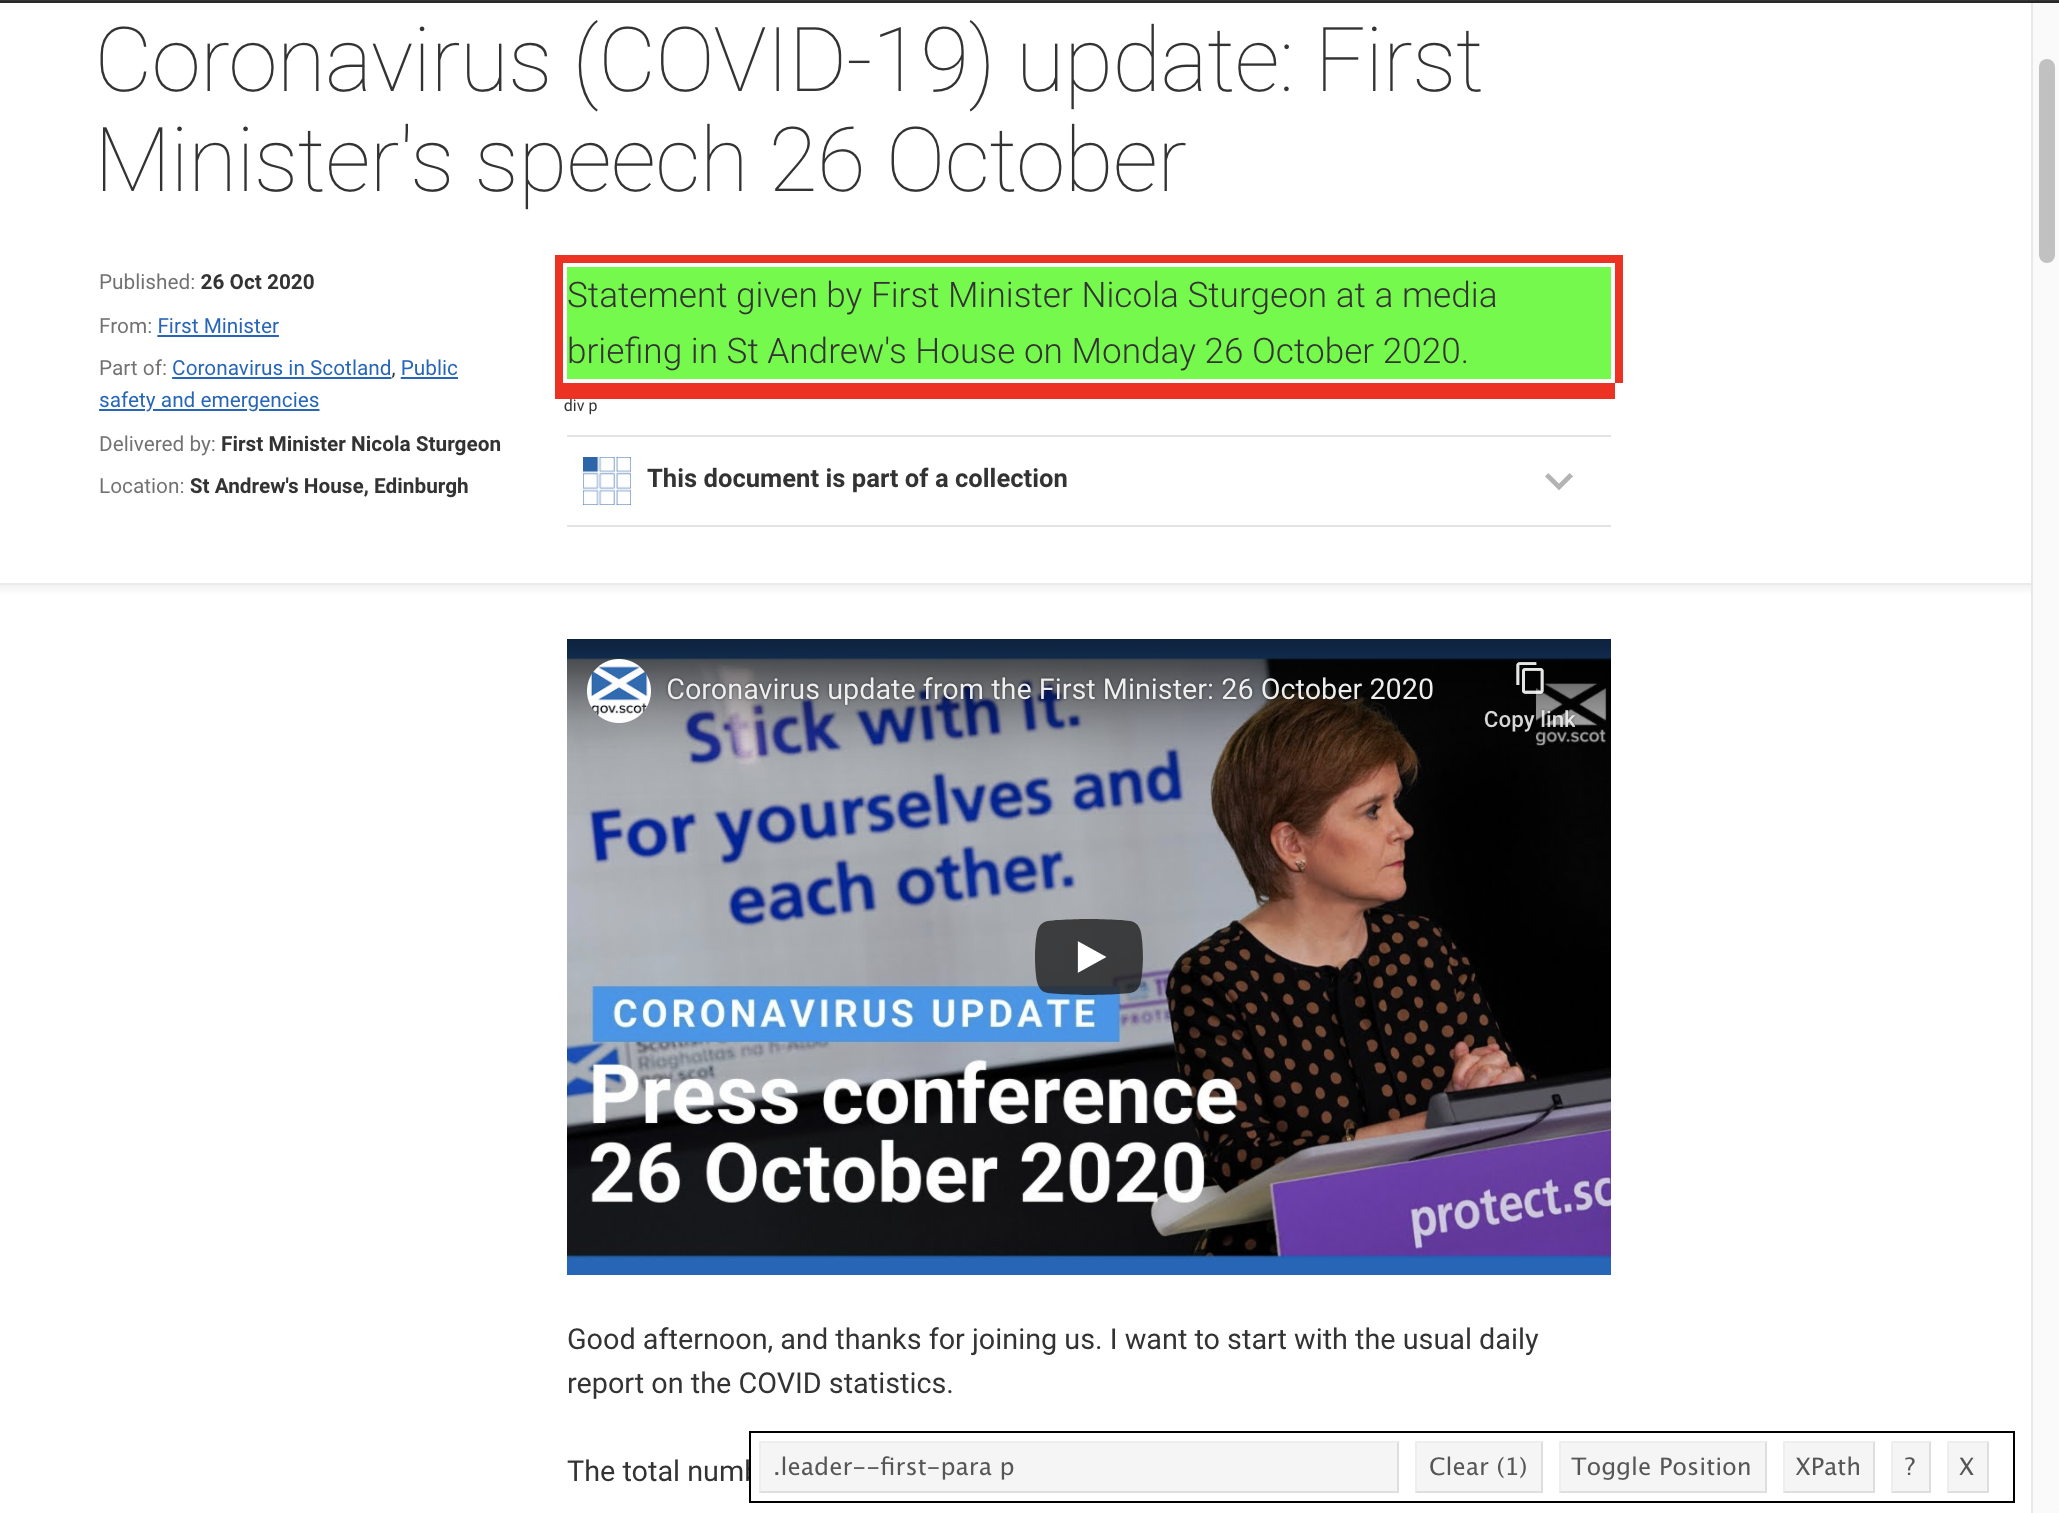 Coronavirus (COVID-19) update: First
Minister's speech 26 October
Published: 26 Oct 2020
From: First Minister
Part of: Coronavirus in Scotland, Public
safety and emergencies
Delivered by: First Minister Nicola Sturgeon
Location: St Andrew's House, Edinburgh
Statement given by First Minister Nicola Sturgeon at a media
briefing in St Andrew's House on Monday 26 October 2020.
div p
This document is part of a collection
gov.scot
Coronavirus update from the First Minister: 26 October 2020
Copy link
gov.scot
Stick with it.
For yourselves and
each other.
CORONAVIRUS UPDATE
Riaghaltas na h-Alba
gov.scot
Press conference
26 October 2020
protect.sc
Good afternoon, and thanks for joining us. I want to start with the usual daily
report on the COVID statistics.
The total num
.leader--first-para p
Clear (1)
Toggle Position
XPath
?
X